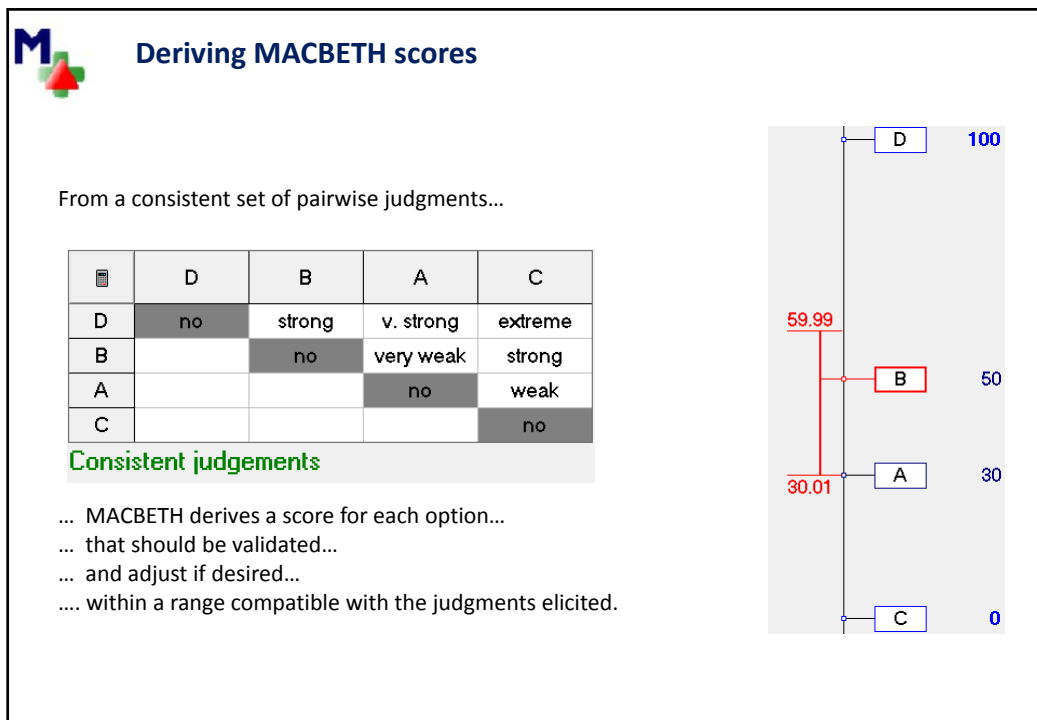 M
Deriving MACBETH scores
From a consistent set of pairwise judgments…
D B A C
D no strong v. strong extreme
B no very weak strong
A no weak
C no
Consistent judgements
… MACBETH derives a score for each option…
… that should be validated…
… and adjust if desired…
…. within a range compatible with the judgments elicited.
D 100
59.99
B 50
A 30
30.01
C 0